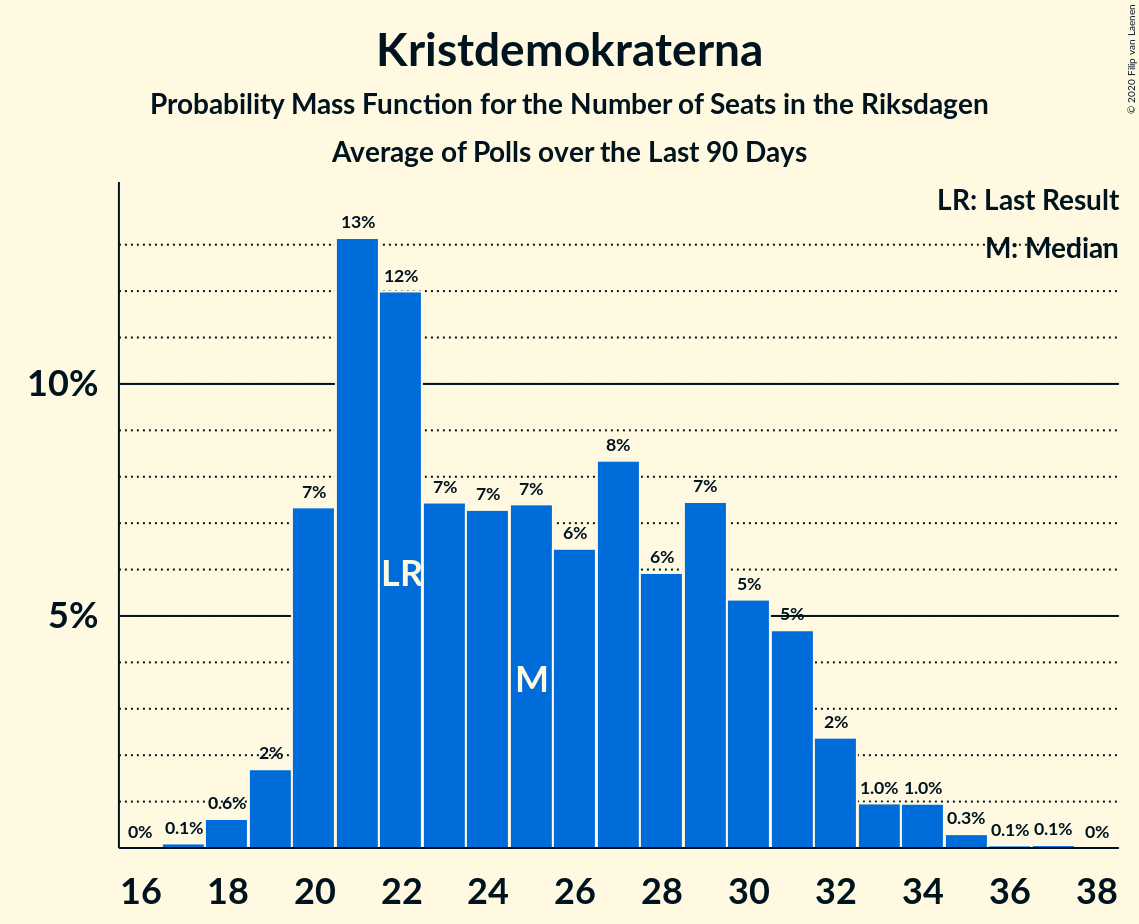 Kristdemokraterna
Probability Mass Function for the Number of Seats in the Riksdagen
Average of Polls over the Last 90 Days
© 2020 Filip van Laenen
LR: Last Result
M: Median
10%
5%
0%
0.1%
0.6%
2%
7%
13%
12%
7%
7%
7%
6%
8%
6%
7%
5%
5%
2%
1.0%
1.0%
0.3%
0.1%
0.1%
0%
LR
M
16 18 20 22 24 26 28 30 32 34 36 38